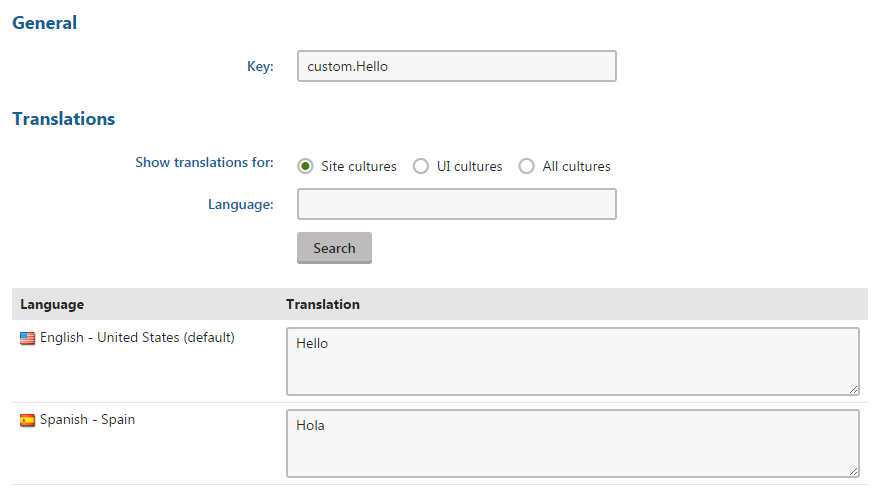 General
Key: custom.Hello
Translations
Show translations for: Site cultures UI cultures All cultures
Language:
Search
Language Translation
English - United States (default) Hello
Spanish - Spain Hola